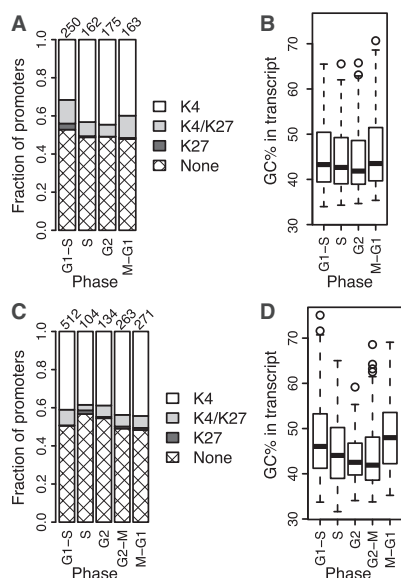 A
250 162 175 163
Fraction of promoters
1.0
0.8
0.6
0.4
0.2
0.0
G1–S S G2 M–G1
Phase
K4
K4/K27
K27
None
B
GC% in transcript
70
60
50
40
30
G1–S S G2 M–G1
Phase
C
512 104 134 263 271
Fraction of promoters
1.0
0.8
0.6
0.4
0.2
0.0
G1–S S G2 G2–M M–G1
Phase
K4
K4/K27
K27
None
D
GC% in transcript
70
60
50
40
30
G1–S S G2 G2–M M–G1
Phase